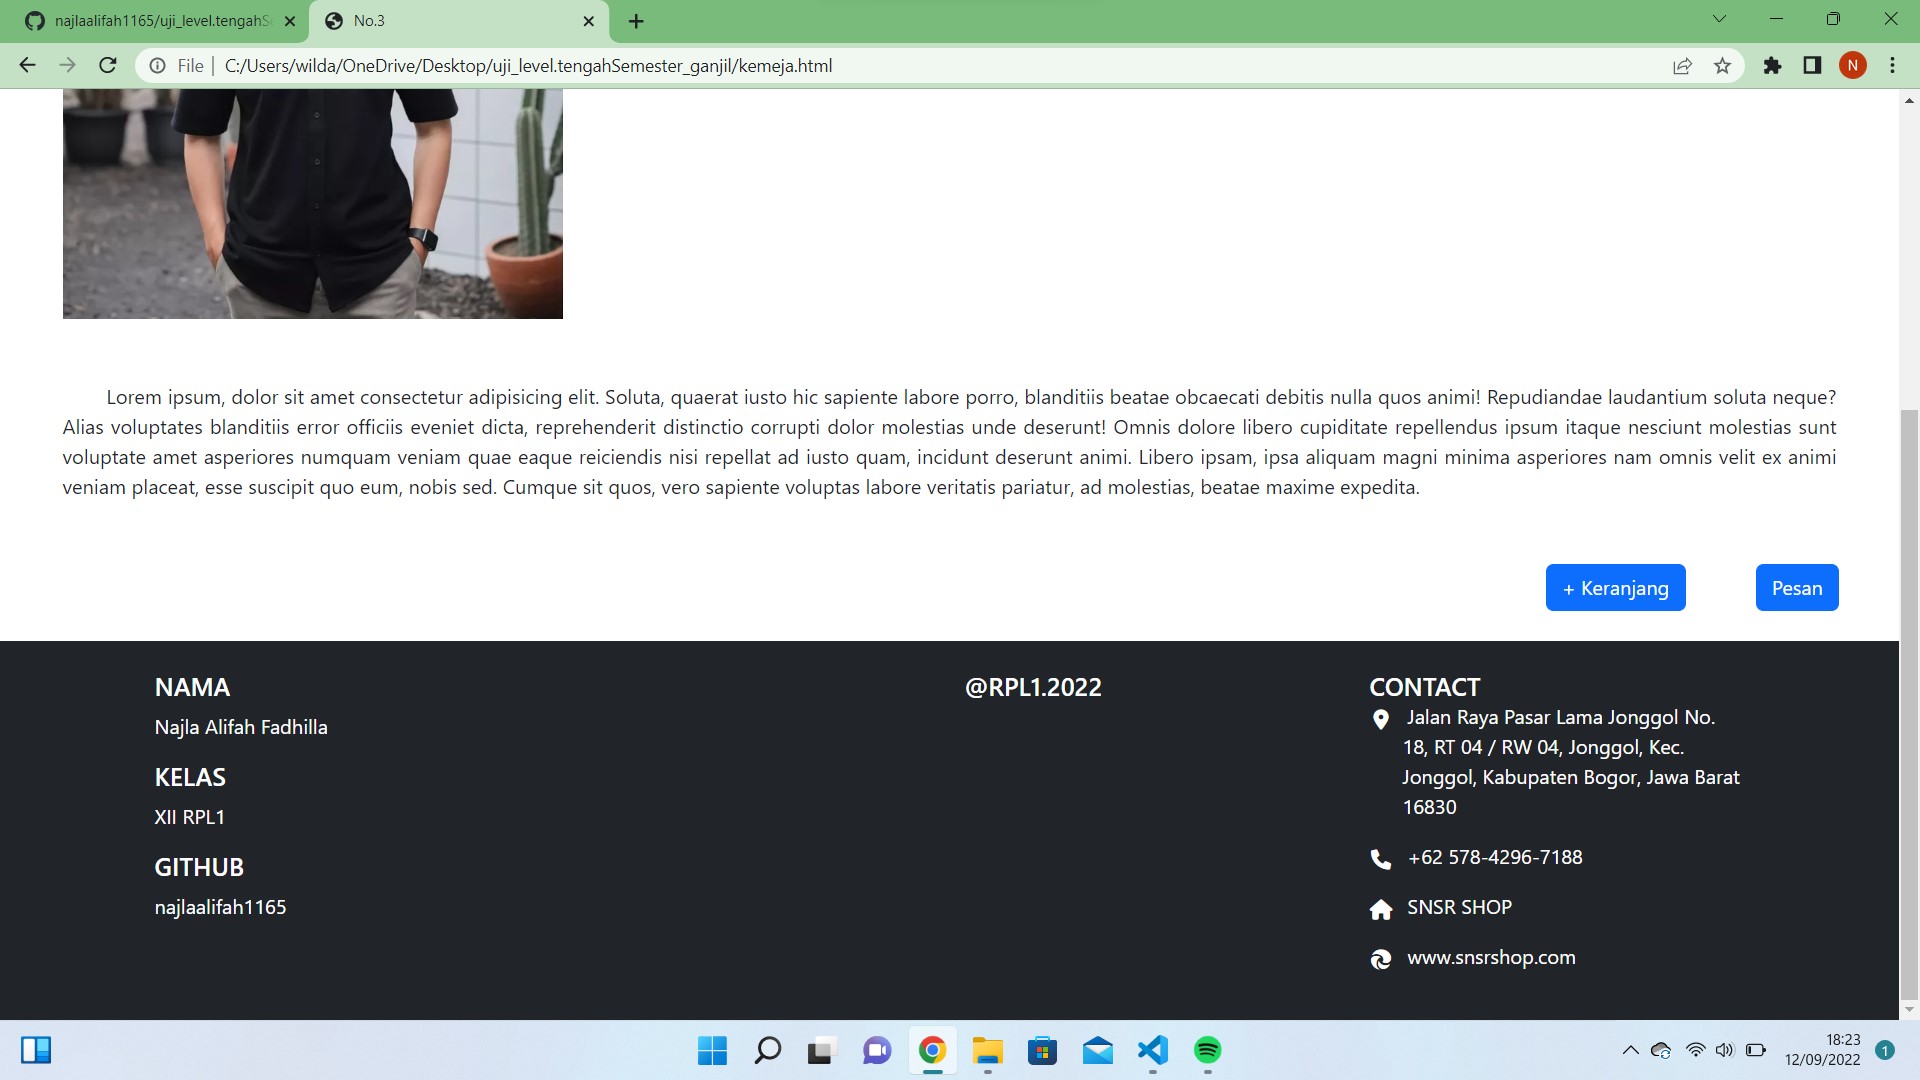 najlaalifah1165/uji_level.tengahSe
No.3
File
C:/Users/wilda/OneDrive/Desktop/uji_level.tengahSemester_ganjil/kemeja.html
N
Lorem ipsum, dolor sit amet consectetur adipisicing elit. Soluta, quaerat iusto hic sapiente labore porro, blanditiis beatae obcaecati debitis nulla quos animi! Repudiandae laudantium soluta neque?
Alias voluptates blanditiis error officiis eveniet dicta, reprehenderit distinctio corrupti dolor molestias unde deserunt! Omnis dolore libero cupiditate repellendus ipsum itaque nesciunt molestias sunt
voluptate amet asperiores numquam veniam quae eaque reiciendis nisi repellat ad iusto quam, incidunt deserunt animi. Libero ipsam, ipsa aliquam magni minima asperiores nam omnis velit ex animi
veniam placeat, esse suscipit quo eum, nobis sed. Cumque sit quos, vero sapiente voluptas labore veritatis pariatur, ad molestias, beatae maxime expedita.
+ Keranjang
Pesan
NAMA
Najla Alifah Fadhilla
KELAS
XII RPL1
GITHUB
najlaalifah1165
@RPL1.2022
CONTACT
Jalan Raya Pasar Lama Jonggol No.
18, RT 04 / RW 04, Jonggol, Kec.
Jonggol, Kabupaten Bogor, Jawa Barat
16830
+62 578-4296-7188
SNSR SHOP
www.snsrshop.com
18:23
12/09/2022
1